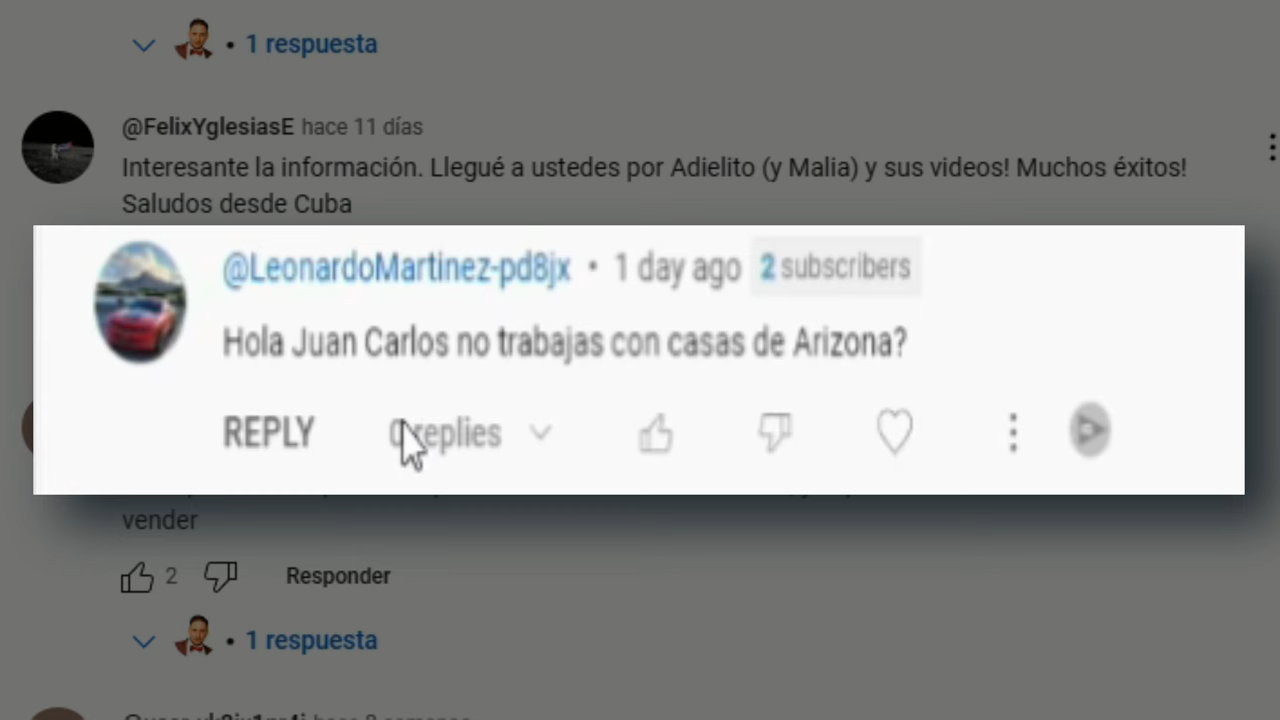 1 respuesta
@FelixYglesiasE hace 11 días
Interesante la información. Llegué a ustedes por Adielito (y Malia) y sus videos! Muchos éxitos!
Saludos desde Cuba
@LeonardoMartinez-pd8jx • 1 day ago 2 subscribers
Hola Juan Carlos no trabajas con casas de Arizona?
REPLY 0 replies
vender
2 Responder
1 respuesta